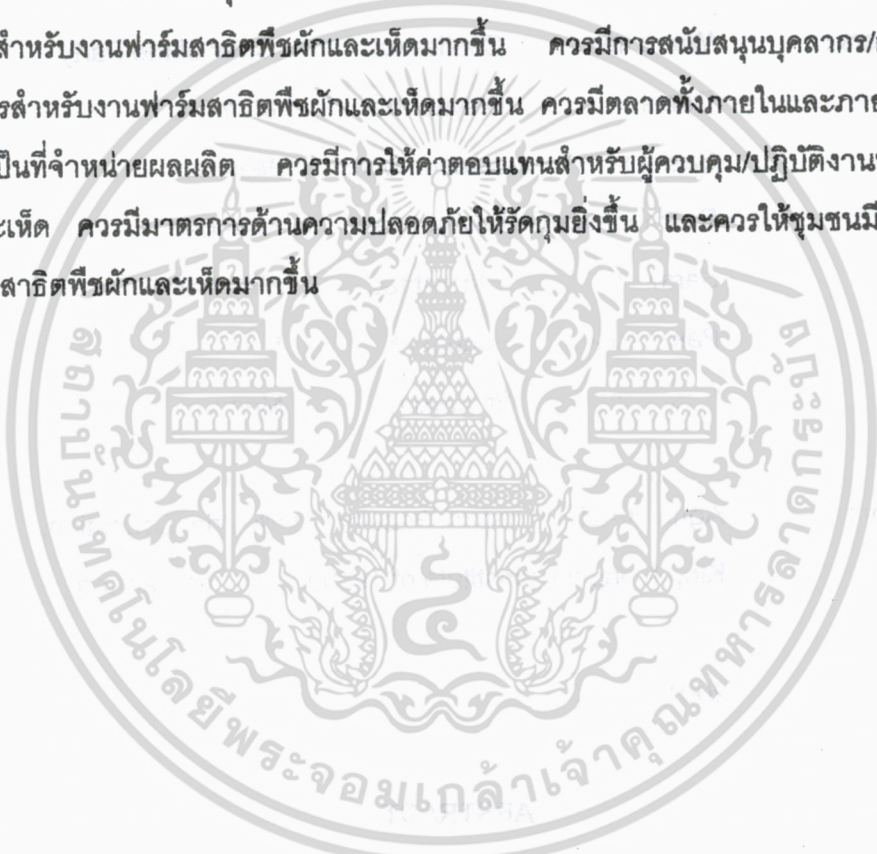 สำหรับงานฟาร์มสาธิตพืชผักและเห็ดมากขึ้น ควรมีการสนับสนุนบุคลากร/
รสำหรับงานฟาร์มสาธิตพืชผักและเห็ดมากขึ้น ควรมีตลาดทั้งภายในและภาย
ป็นที่จำหน่ายผลผลิต ควรมีการให้ค่าตอบแทนสำหรับผู้ควบคุม/ปฏิบัติงาน
ะเห็ด ควรมีมาตรการด้านความปลอดภัยให้รัดกุมยิ่งขึ้น และควรให้ชุมชนมี
สาธิตพืชผักและเห็ดมากขึ้น
สถาบันเทคโนโลยีพระจอมเกล้าเจ้าคุณทหารลาดกระบัง